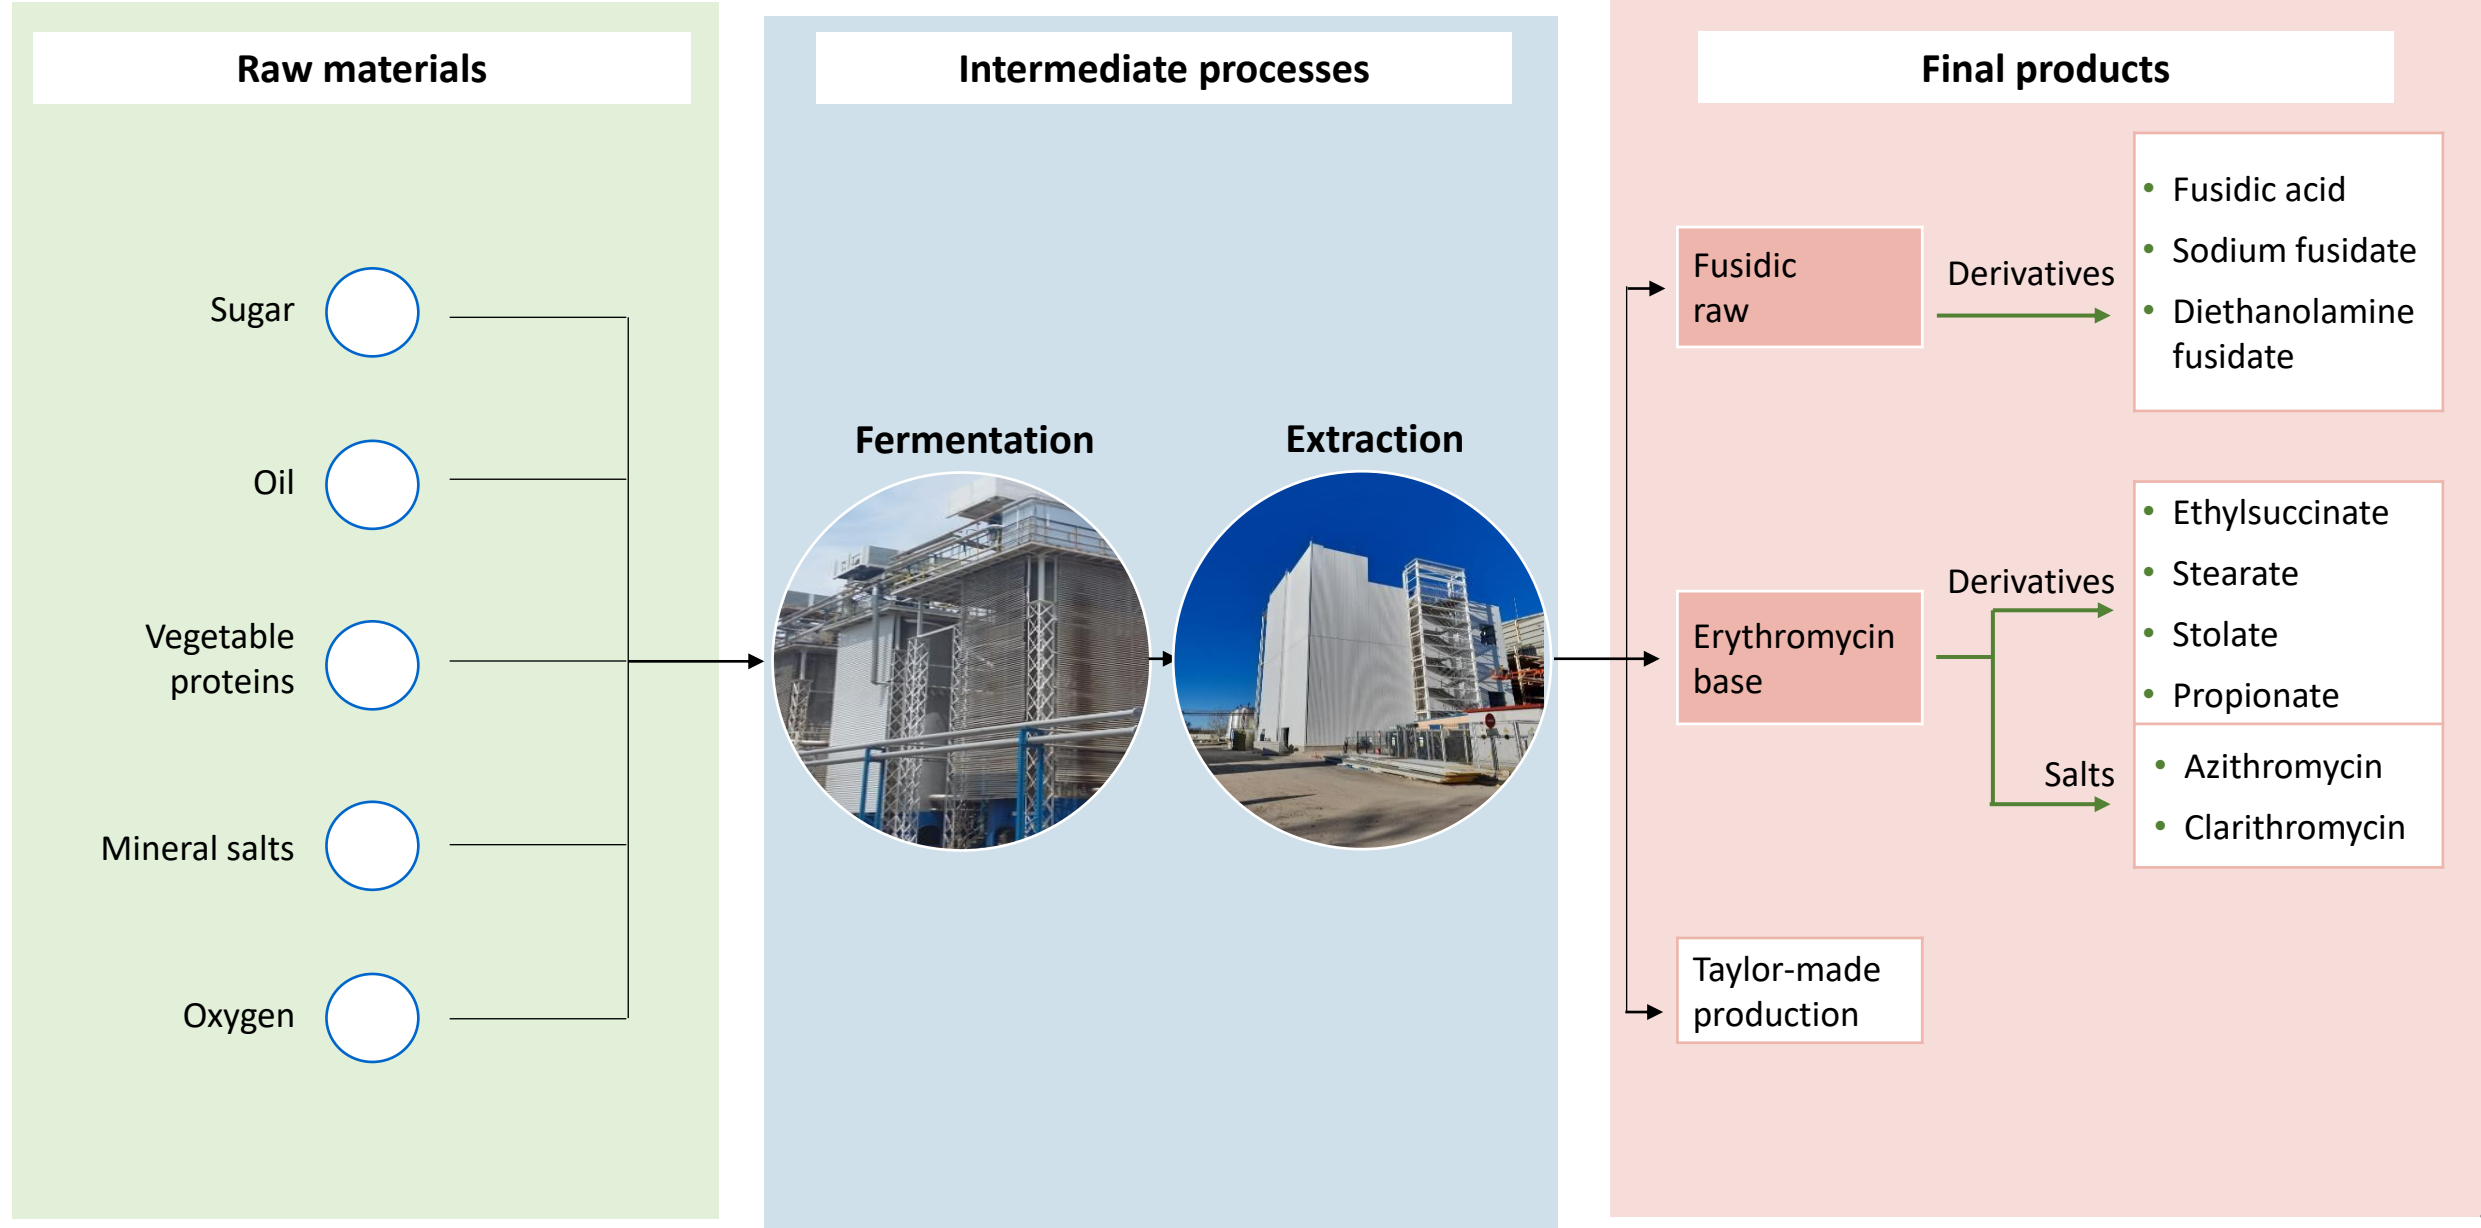 Raw materials
Sugar
Oil
Vegetable
proteins
Mineral salts
Oxygen
Intermediate processes
Fermentation
Extraction
Final products
Fusidic
raw
Derivatives
• Fusidic acid
• Sodium fusidate
• Diethanolamine
fusidate
Erythromycin
base
Derivatives
• Ethylsuccinate
• Stearate
• Stolate
• Propionate
Salts
• Azithromycin
• Clarithromycin
Taylor-made
production